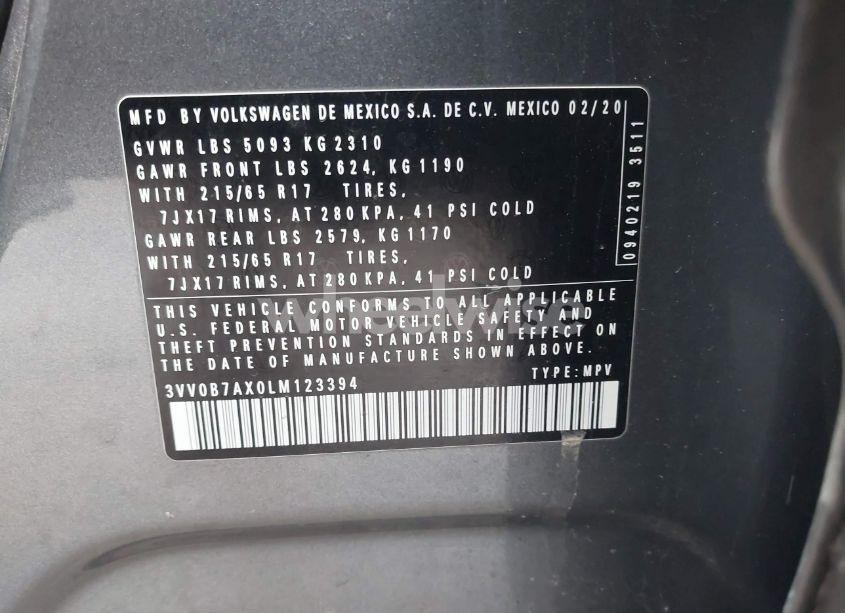 MFD BY VOLKSWAGEN DE MEXICO S.A. DE C.V. MEXICO 02/20
GVWR LBS 5093 KG 2310
GAWR FRONT LBS 2624, KG 1190
WITH 215/65 R17 TIRES,
7JX17 RIMS, AT 280 KPA, 41 PSI COLD
GAWR REAR LBS 2579, KG 1170
WITH 215/65 R17 TIRES,
7JX17 RIMS, AT 280 KPA, 41 PSI COLD
THIS VEHICLE CONFORMS TO ALL APPLICABLE
U.S. FEDERAL MOTOR VEHICLE SAFETY AND
THEFT PREVENTION STANDARDS IN EFFECT ON
THE DATE OF MANUFACTURE SHOWN ABOVE.
3VV0B7AX0LM123394 TYPE: MPV
0940219 3511
wheelwise